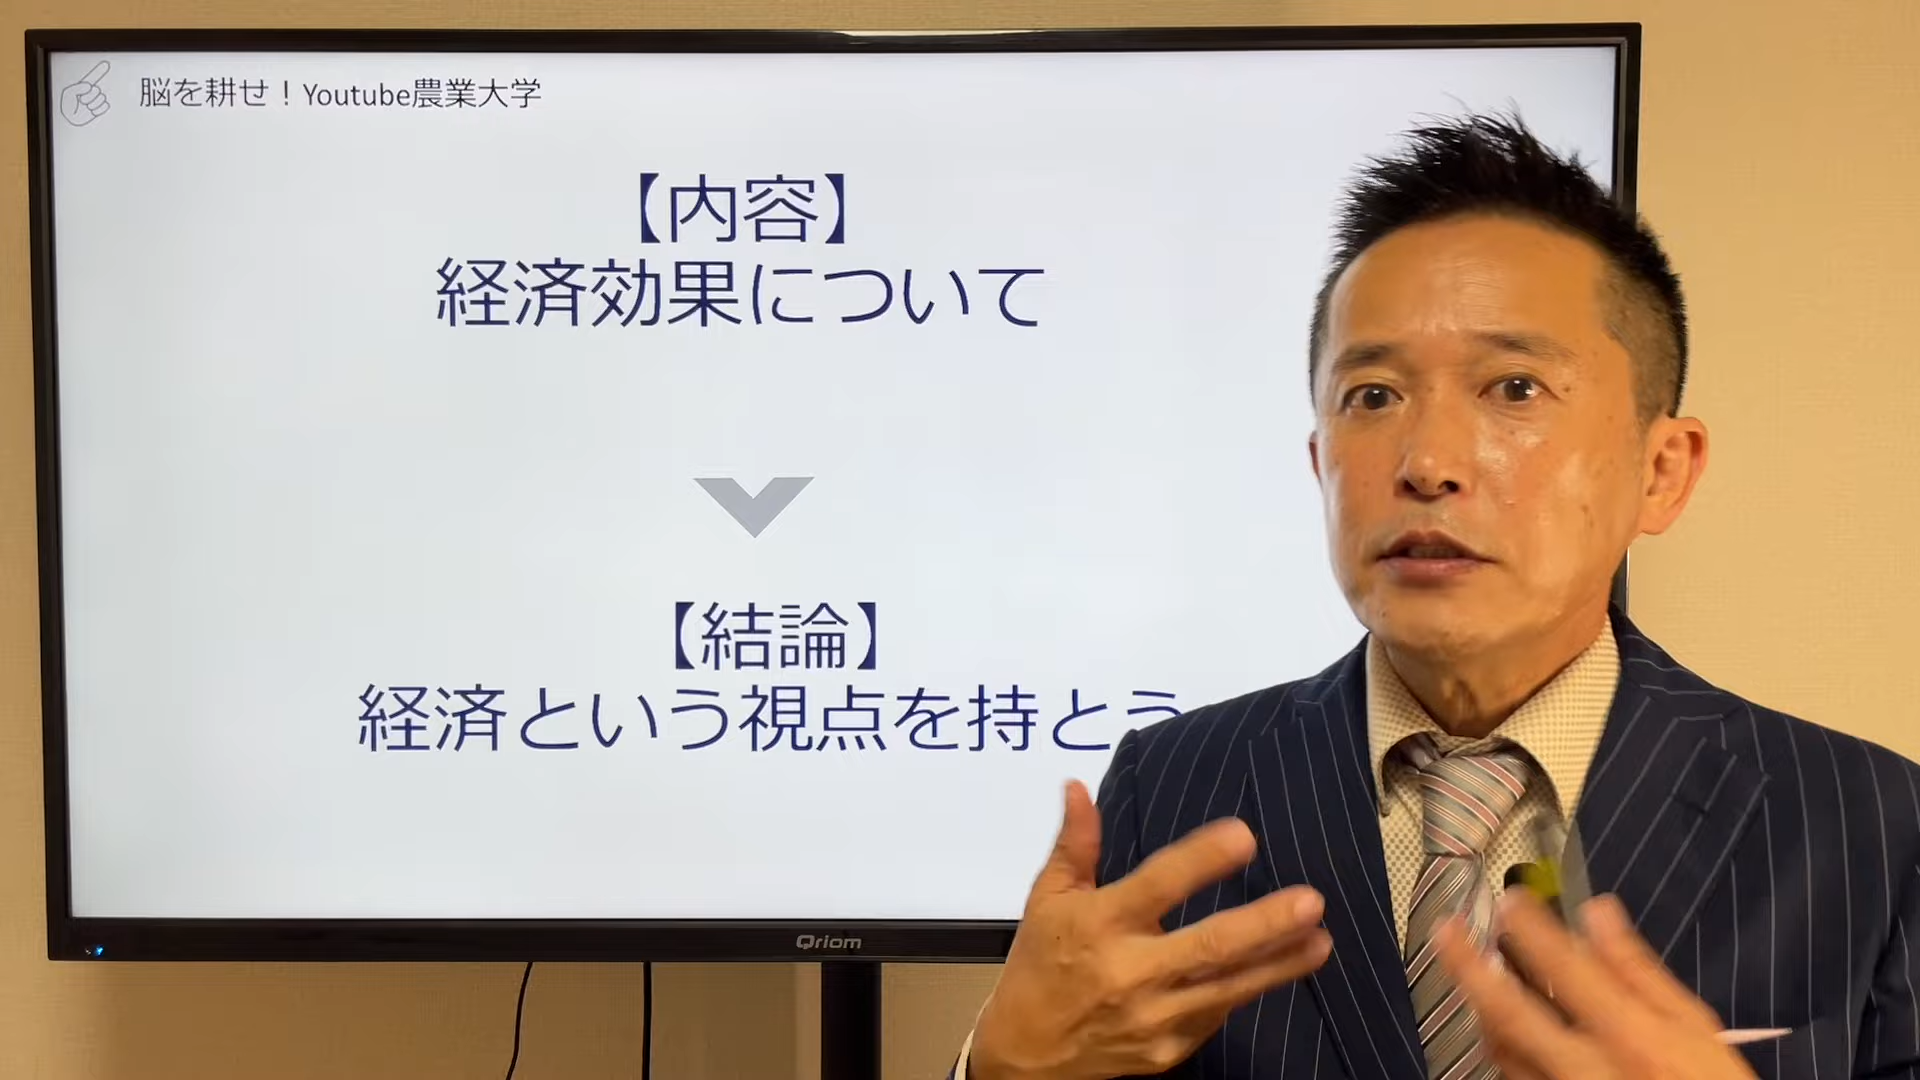 脳を耕せ！Youtube農業大学
【内容】
経済効果について
【結論】
経済という視点を持とう
Qriom